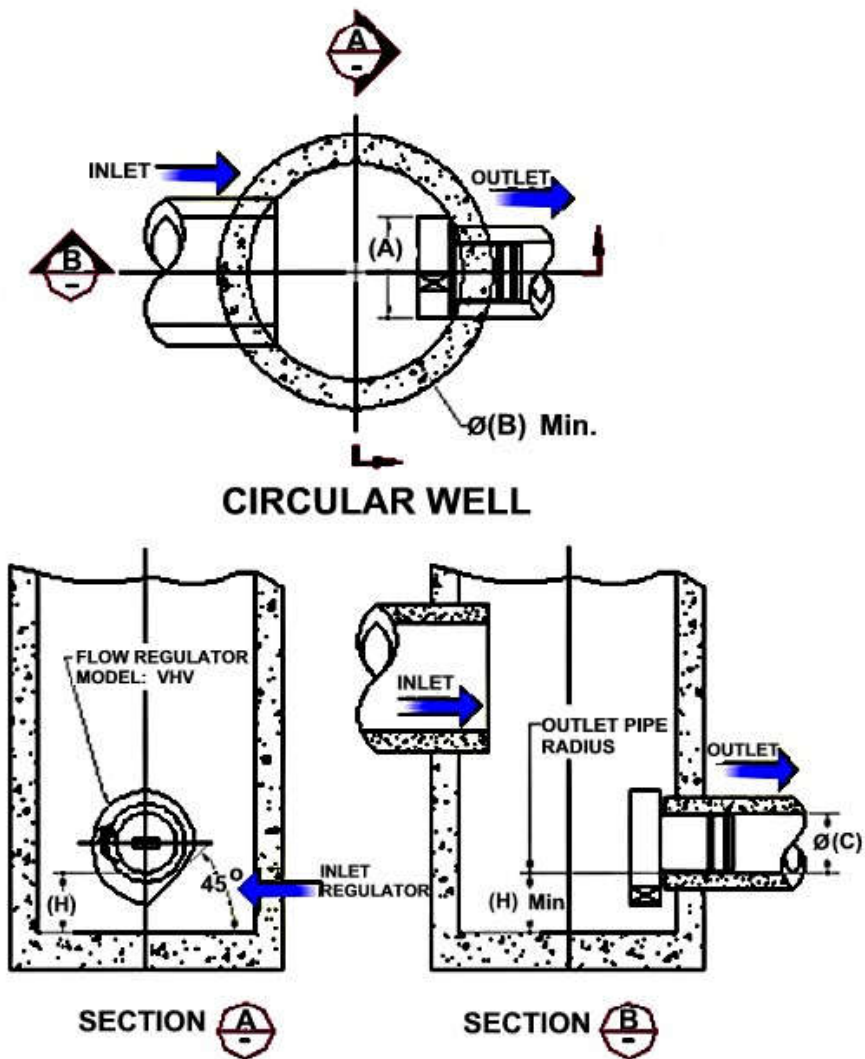 A
-
INLET
OUTLET
(A)
B
-
Ø(B) Min.
CIRCULAR WELL
FLOW REGULATOR
MODEL: VHV
INLET
OUTLET PIPE
RADIUS
OUTLET
Ø(C)
(H)
45°
INLET
REGULATOR
(H) Min
SECTION A
-
SECTION B
-